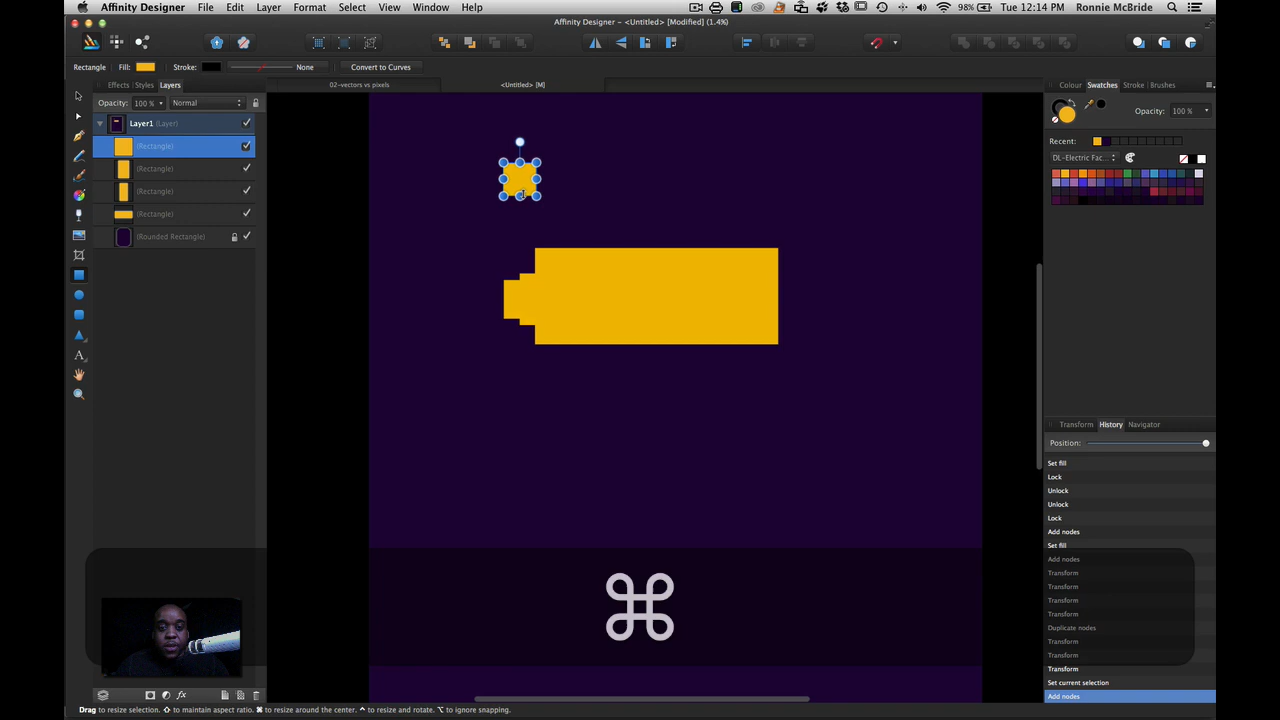 Affinity Designer File Edit Layer Format Select View Window Help
98% Tue 12:14 PM Ronnie McBride
Affinity Designer - <Untitled> [Modified] (1.4%)
Rectangle Fill: Stroke: None Convert to Curves
Effects Styles Layers
02-vectors vs pixels
<Untitled> [M]
Colour Swatches Stroke Brushes
Opacity: 100 % Normal
Opacity: 100 %
Layer1 (Layer)
(Rectangle)
(Rectangle)
(Rectangle)
(Rectangle)
(Rounded Rectangle)
Recent:
DL-Electric Fac...
Transform History Navigator
Position:
Set fill
Lock
Unlock
Unlock
Lock
Add nodes
Set fill
Add nodes
Transform
Transform
Transform
Transform
Duplicate nodes
Transform
Transform
Transform
Set current selection
Add nodes
⌘
Drag to resize selection. ⇧ to maintain aspect ratio. ⌘ to resize around the center. ^ to resize and rotate. ⌥ to ignore snapping.